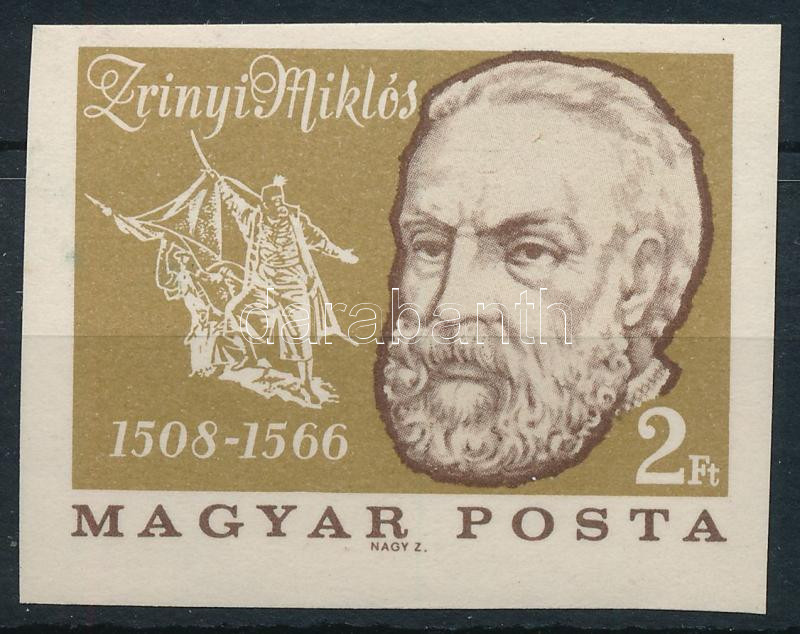 Zrinyi Miklós
darabanth
1508-1566
2 Ft
MAGYAR POSTA
NAGY Z.